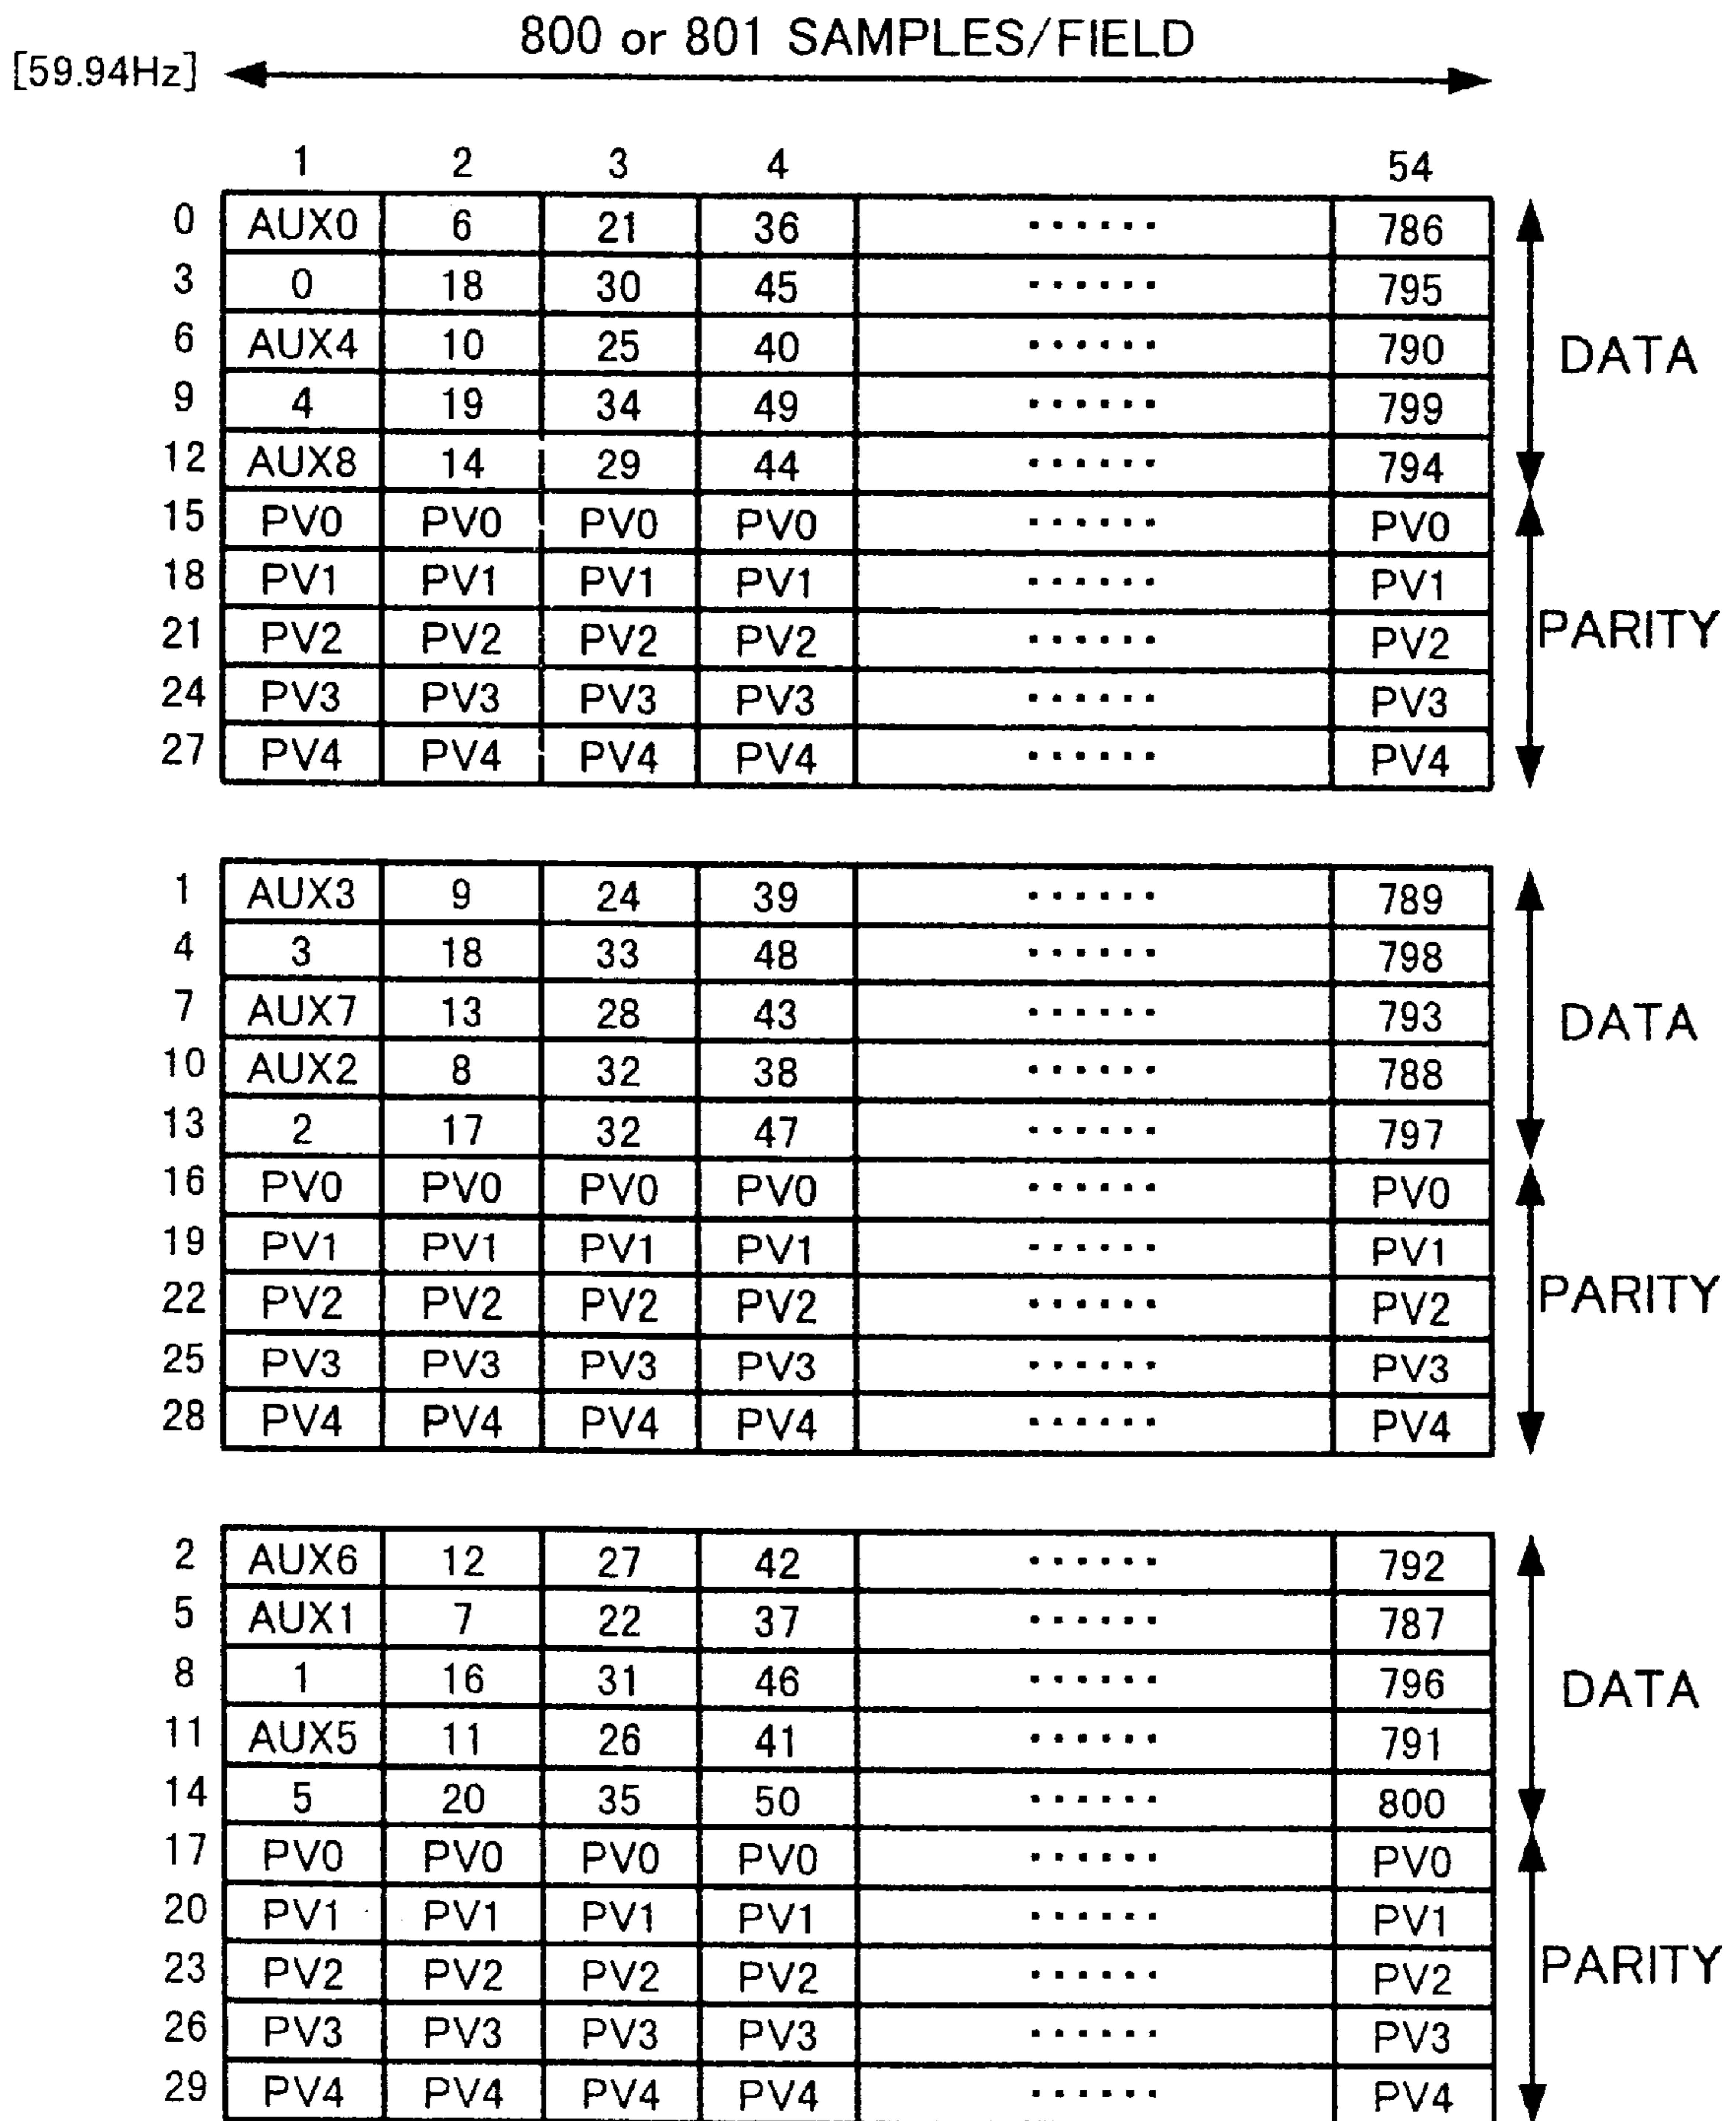 800 or 801 SAMPLES/FIELD
[59.94Hz]
1 2 3 4 54
0 AUX0 6 21 36 ······ 786
3 0 18 30 45 ······ 795
6 AUX4 10 25 40 ······ 790
9 4 19 34 49 ······ 799
12 AUX8 14 29 44 ······ 794
DATA
15 PV0 PV0 PV0 PV0 ······ PV0
18 PV1 PV1 PV1 PV1 ······ PV1
21 PV2 PV2 PV2 PV2 ······ PV2
24 PV3 PV3 PV3 PV3 ······ PV3
27 PV4 PV4 PV4 PV4 ······ PV4
PARITY
1 AUX3 9 24 39 ······ 789
4 3 18 33 48 ······ 798
7 AUX7 13 28 43 ······ 793
10 AUX2 8 32 38 ······ 788
13 2 17 32 47 ······ 797
DATA
16 PV0 PV0 PV0 PV0 ······ PV0
19 PV1 PV1 PV1 PV1 ······ PV1
22 PV2 PV2 PV2 PV2 ······ PV2
25 PV3 PV3 PV3 PV3 ······ PV3
28 PV4 PV4 PV4 PV4 ······ PV4
PARITY
2 AUX6 12 27 42 ······ 792
5 AUX1 7 22 37 ······ 787
8 1 16 31 46 ······ 796
11 AUX5 11 26 41 ······ 791
14 5 20 35 50 ······ 800
DATA
17 PV0 PV0 PV0 PV0 ······ PV0
20 PV1 PV1 PV1 PV1 ······ PV1
23 PV2 PV2 PV2 PV2 ······ PV2
26 PV3 PV3 PV3 PV3 ······ PV3
29 PV4 PV4 PV4 PV4 ······ PV4
PARITY